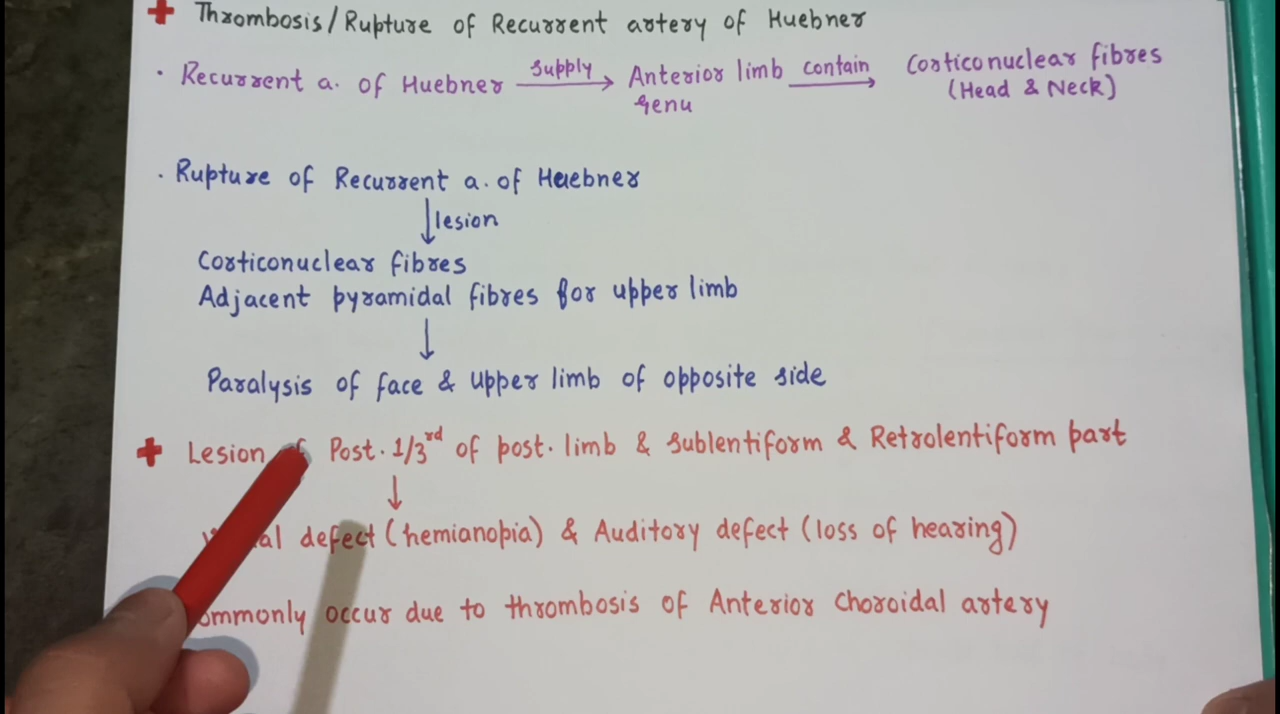 Thrombosis/Rupture of Recurrent artery of Huebner
· Recurrent a. of Huebner supply → Anterior limb contain → Corticonuclear fibres
Genu (Head & Neck)
· Rupture of Recurrent a. of Huebner
↓ lesion
Corticonuclear fibres
Adjacent pyramidal fibres for upper limb
↓
Paralysis of face & upper limb of opposite side
Lesion of Post. 1/3rd of post. limb & sublentiform & Retrolentiform part
↓
defect (hemianopia) & Auditory defect (loss of hearing)
occur due to thrombosis of Anterior Choroidal artery